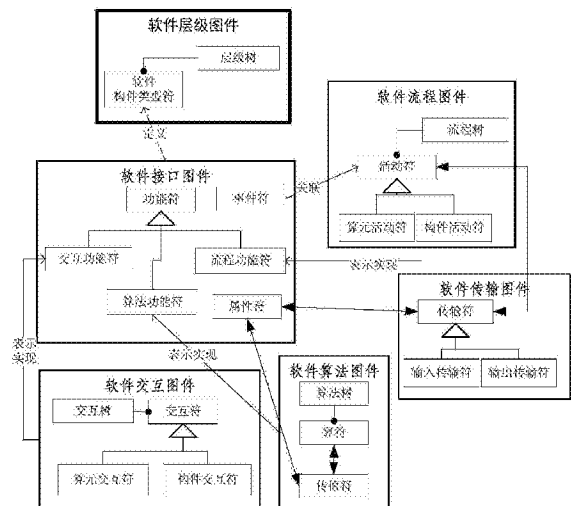 软件层级图件
层级树
软件
构件类型符
定义
软件流程图件
流程树
活动符
算元活动符
构件活动符
软件接口图件
功能符
事件符
关联
交互功能符
流程功能符
算法功能符
属性符
表示实现
软件传输图件
传输符
输入传输符
输出传输符
表示
实现
表示实现
软件交互图件
交互树
交互符
算元交互符
构件交互符
软件算法图件
算法树
算符
传输符